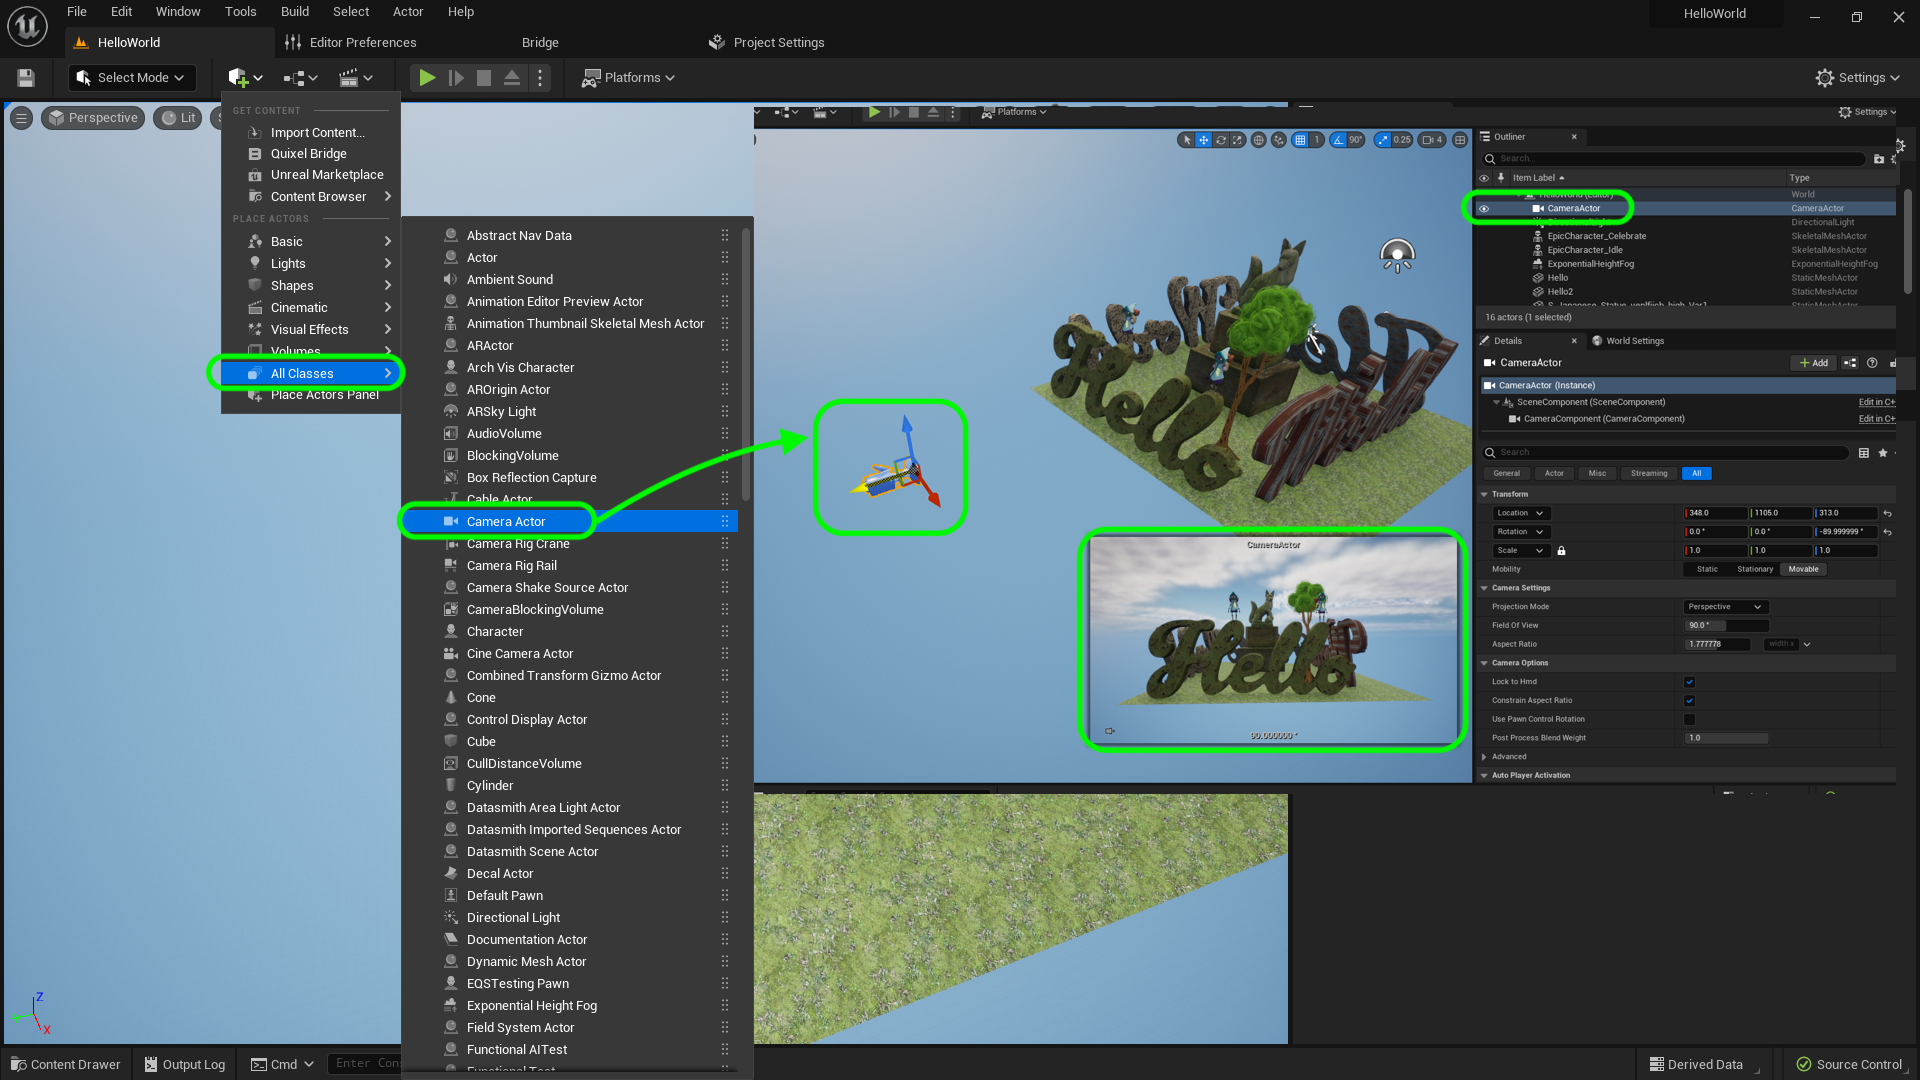 File Edit Window Tools Build Select Actor Help
HelloWorld
HelloWorld
Editor Preferences
Bridge
Project Settings
Select Mode
Platforms
Settings
Perspective
Lit
GET CONTENT
Import Content...
Quixel Bridge
Unreal Marketplace
Content Browser
PLACE ACTORS
Basic
Lights
Shapes
Cinematic
Visual Effects
Volumes
All Classes
Place Actors Panel
Abstract Nav Data
Actor
Ambient Sound
Animation Editor Preview Actor
Animation Thumbnail Skeletal Mesh Actor
ARActor
Arch Vis Character
AROrigin Actor
ARSky Light
AudioVolume
BlockingVolume
Box Reflection Capture
Cable Actor
Camera Actor
Camera Rig Crane
Camera Rig Rail
Camera Shake Source Actor
CameraBlockingVolume
Character
Cine Camera Actor
Combined Transform Gizmo Actor
Cone
Control Display Actor
Cube
CullDistanceVolume
Cylinder
Datasmith Area Light Actor
Datasmith Imported Sequences Actor
Datasmith Scene Actor
Decal Actor
Default Pawn
Directional Light
Documentation Actor
Dynamic Mesh Actor
EQSTesting Pawn
Exponential Height Fog
Field System Actor
Functional AITest
Functional Test
Platforms
Settings
1 90° 0.25 4
Hello
Hello
CameraActor
Hello
90.000000 °
Outliner
Search...
Item Label Type
HelloWorld (Editor) World
CameraActor CameraActor
DirectionalLight DirectionalLight
EpicCharacter_Celebrate SkeletalMeshActor
EpicCharacter_Idle SkeletalMeshActor
ExponentialHeightFog ExponentialHeightFog
Hello StaticMeshActor
Hello2 StaticMeshActor
StaticMeshActor
16 actors (1 selected)
Details
World Settings
CameraActor
Add
CameraActor (Instance)
SceneComponent (SceneComponent) Edit in C+
CameraComponent (CameraComponent) Edit in C+
Search
General Actor Misc Streaming All
Transform
Location 348.0 1105.0 313.0
Rotation 0.0 ° 0.0 ° -89.999999 °
Scale 1.0 1.0 1.0
Mobility Static Stationary Movable
Camera Settings
Projection Mode Perspective
Field Of View 90.0 °
Aspect Ratio 1.777778 width x
Camera Options
Lock to Hmd
Constrain Aspect Ratio
Use Pawn Control Rotation
Post Process Blend Weight 1.0
Advanced
Auto Player Activation
Z
X
Content Drawer
Output Log
Cmd
Enter Con
Derived Data
Source Control